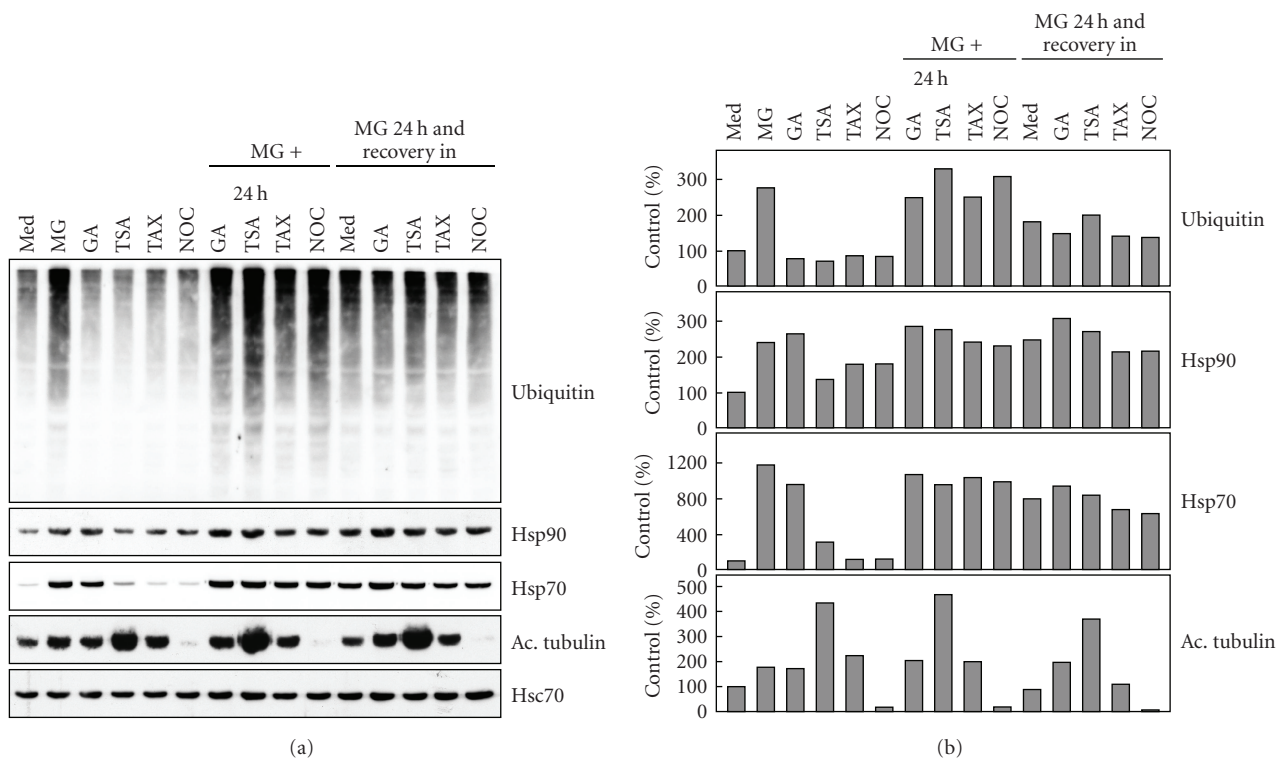 MG 24 h and
MG + recovery in
24 h
Med MG GA TSA TAX NOC GA TSA TAX NOC Med GA TSA TAX NOC
Ubiquitin
Hsp90
Hsp70
Ac. tubulin
Hsc70
(a)
MG 24 h and
MG + recovery in
24 h
Med MG GA TSA TAX NOC GA TSA TAX NOC Med GA TSA TAX NOC
Control (%)
300
200
100
0
Ubiquitin
Control (%)
300
200
100
0
Hsp90
Control (%)
1200
800
400
0
Hsp70
Control (%)
500
400
300
200
100
0
Ac. tubulin
(b)